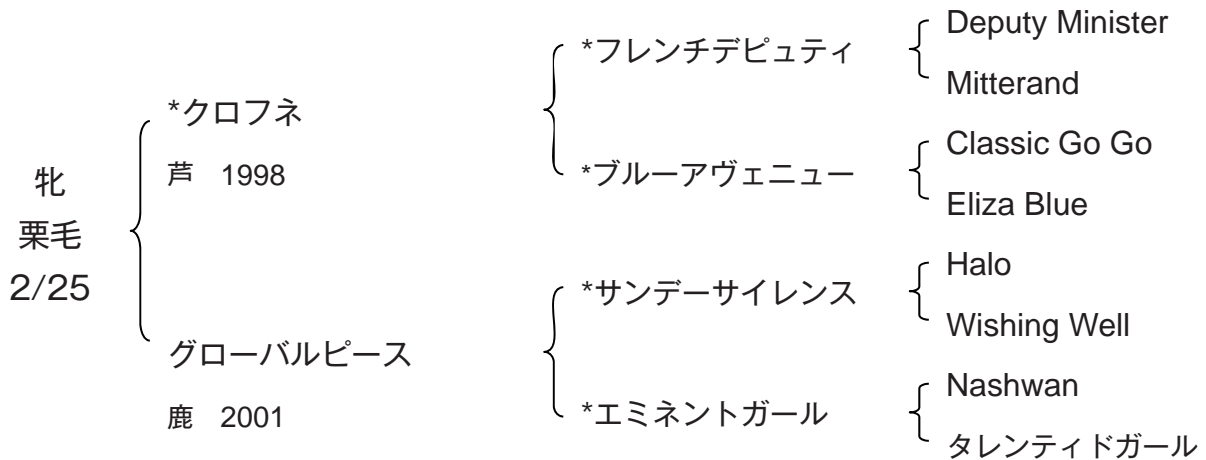 牝
栗毛
2/25
*クロフネ
芦 1998
グローバルピース
鹿 2001
*フレンチデピュティ
*ブルーアヴェニュー
*サンデーサイレンス
*エミネントガール
Deputy Minister
Mitterand
Classic Go Go
Eliza Blue
Halo
Wishing Well
Nashwan
タレンティドガール